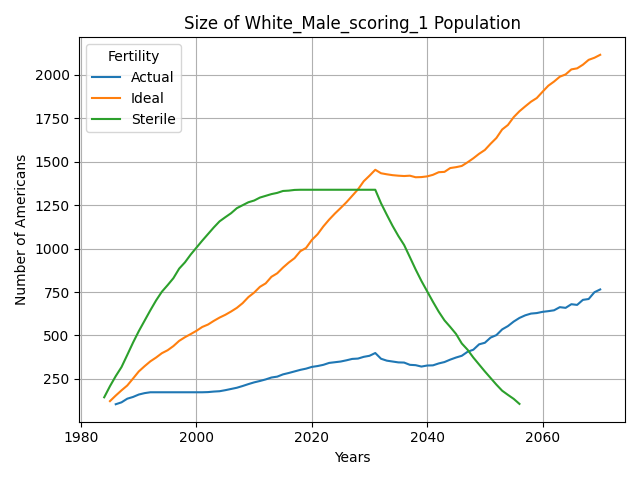 Size of White_Male_scoring_1 Population
Fertility
Actual
Ideal
Sterile
Number of Americans
2000
1750
1500
1250
1000
750
500
250
1980
2000
2020
2040
2060
Years